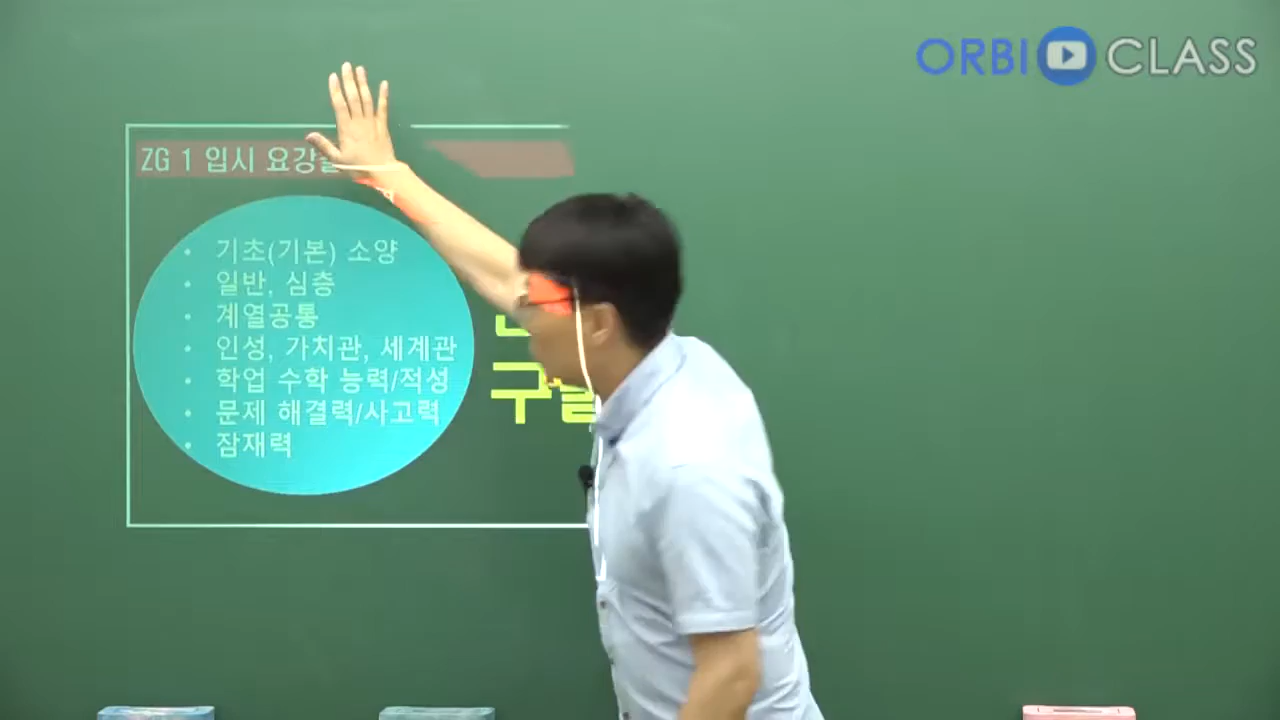 ORBI CLASS
ZG 1 입시 요강
• 기초(기본) 소양
• 일반, 심층
• 계열공통
• 인성, 가치관, 세계관
• 학업 수학 능력/적성
• 문제 해결력/사고력
• 잠재력
구